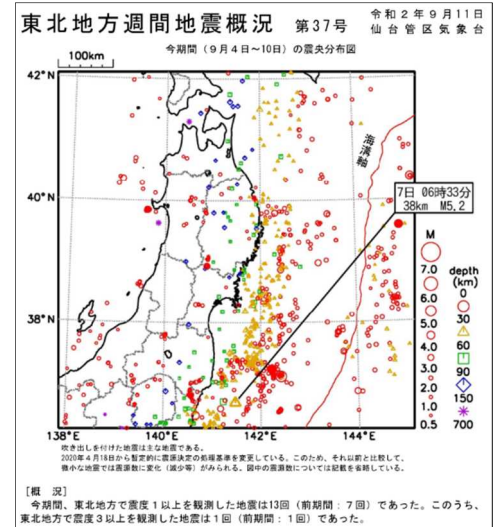 東北地方週間地震概況 第37号
令和2年9月11日
仙台管区気象台
今期間(9月4日〜10日)の震央分布図
100km
42°N
40°N
38°N
138°E
140°E
142°E
144°E
海溝軸
7日 06時33分
38km M5.2
M
7.0
6.0
5.0
4.0
3.0
2.0
1.0
0.5
depth
(km)
0
30
60
90
150
700
吹き出しを付けた地震は主な地震である。
2020年4月18日から暫定的に震源決定の処理基準を変更している。このため、それ以前と比較して、
微小な地震では震源数に変化(減少等)がみられる。図中の震源数については記載を省略している。
[概 況]
今期間、東北地方で震度1以上を観測した地震は13回(前期間:7回)であった。このうち、
東北地方で震度3以上を観測した地震は1回(前期間:1回)であった。